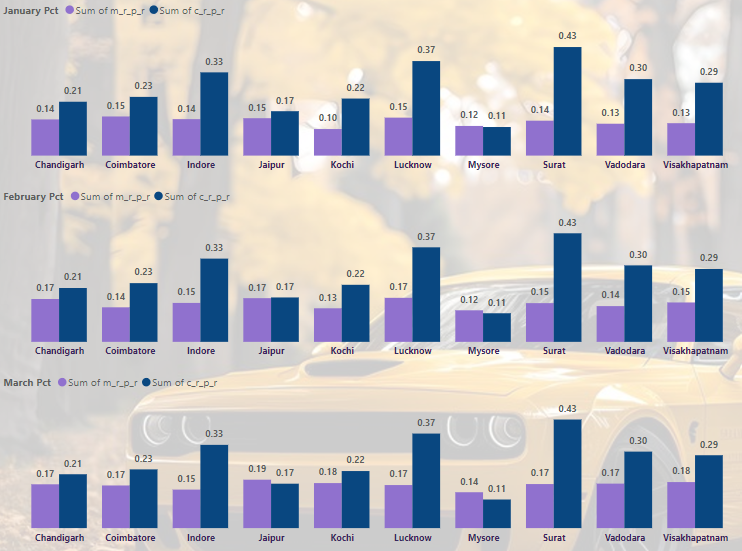 January Pct Sum of m_r_p_r Sum of c_r_p_r
0.14 0.21 0.15 0.23 0.14 0.33 0.15 0.17 0.10 0.22 0.15 0.37 0.12 0.11 0.14 0.43 0.13 0.30 0.13 0.29
Chandigarh Coimbatore Indore Jaipur Kochi Lucknow Mysore Surat Vadodara Visakhapatnam
February Pct Sum of m_r_p_r Sum of c_r_p_r
0.17 0.21 0.14 0.23 0.15 0.33 0.17 0.17 0.13 0.22 0.17 0.37 0.12 0.11 0.15 0.43 0.14 0.30 0.15 0.29
Chandigarh Coimbatore Indore Jaipur Kochi Lucknow Mysore Surat Vadodara Visakhapatnam
March Pct Sum of m_r_p_r Sum of c_r_p_r
0.17 0.21 0.17 0.23 0.15 0.33 0.19 0.17 0.18 0.22 0.17 0.37 0.14 0.11 0.17 0.43 0.17 0.30 0.18 0.29
Chandigarh Coimbatore Indore Jaipur Kochi Lucknow Mysore Surat Vadodara Visakhapatnam